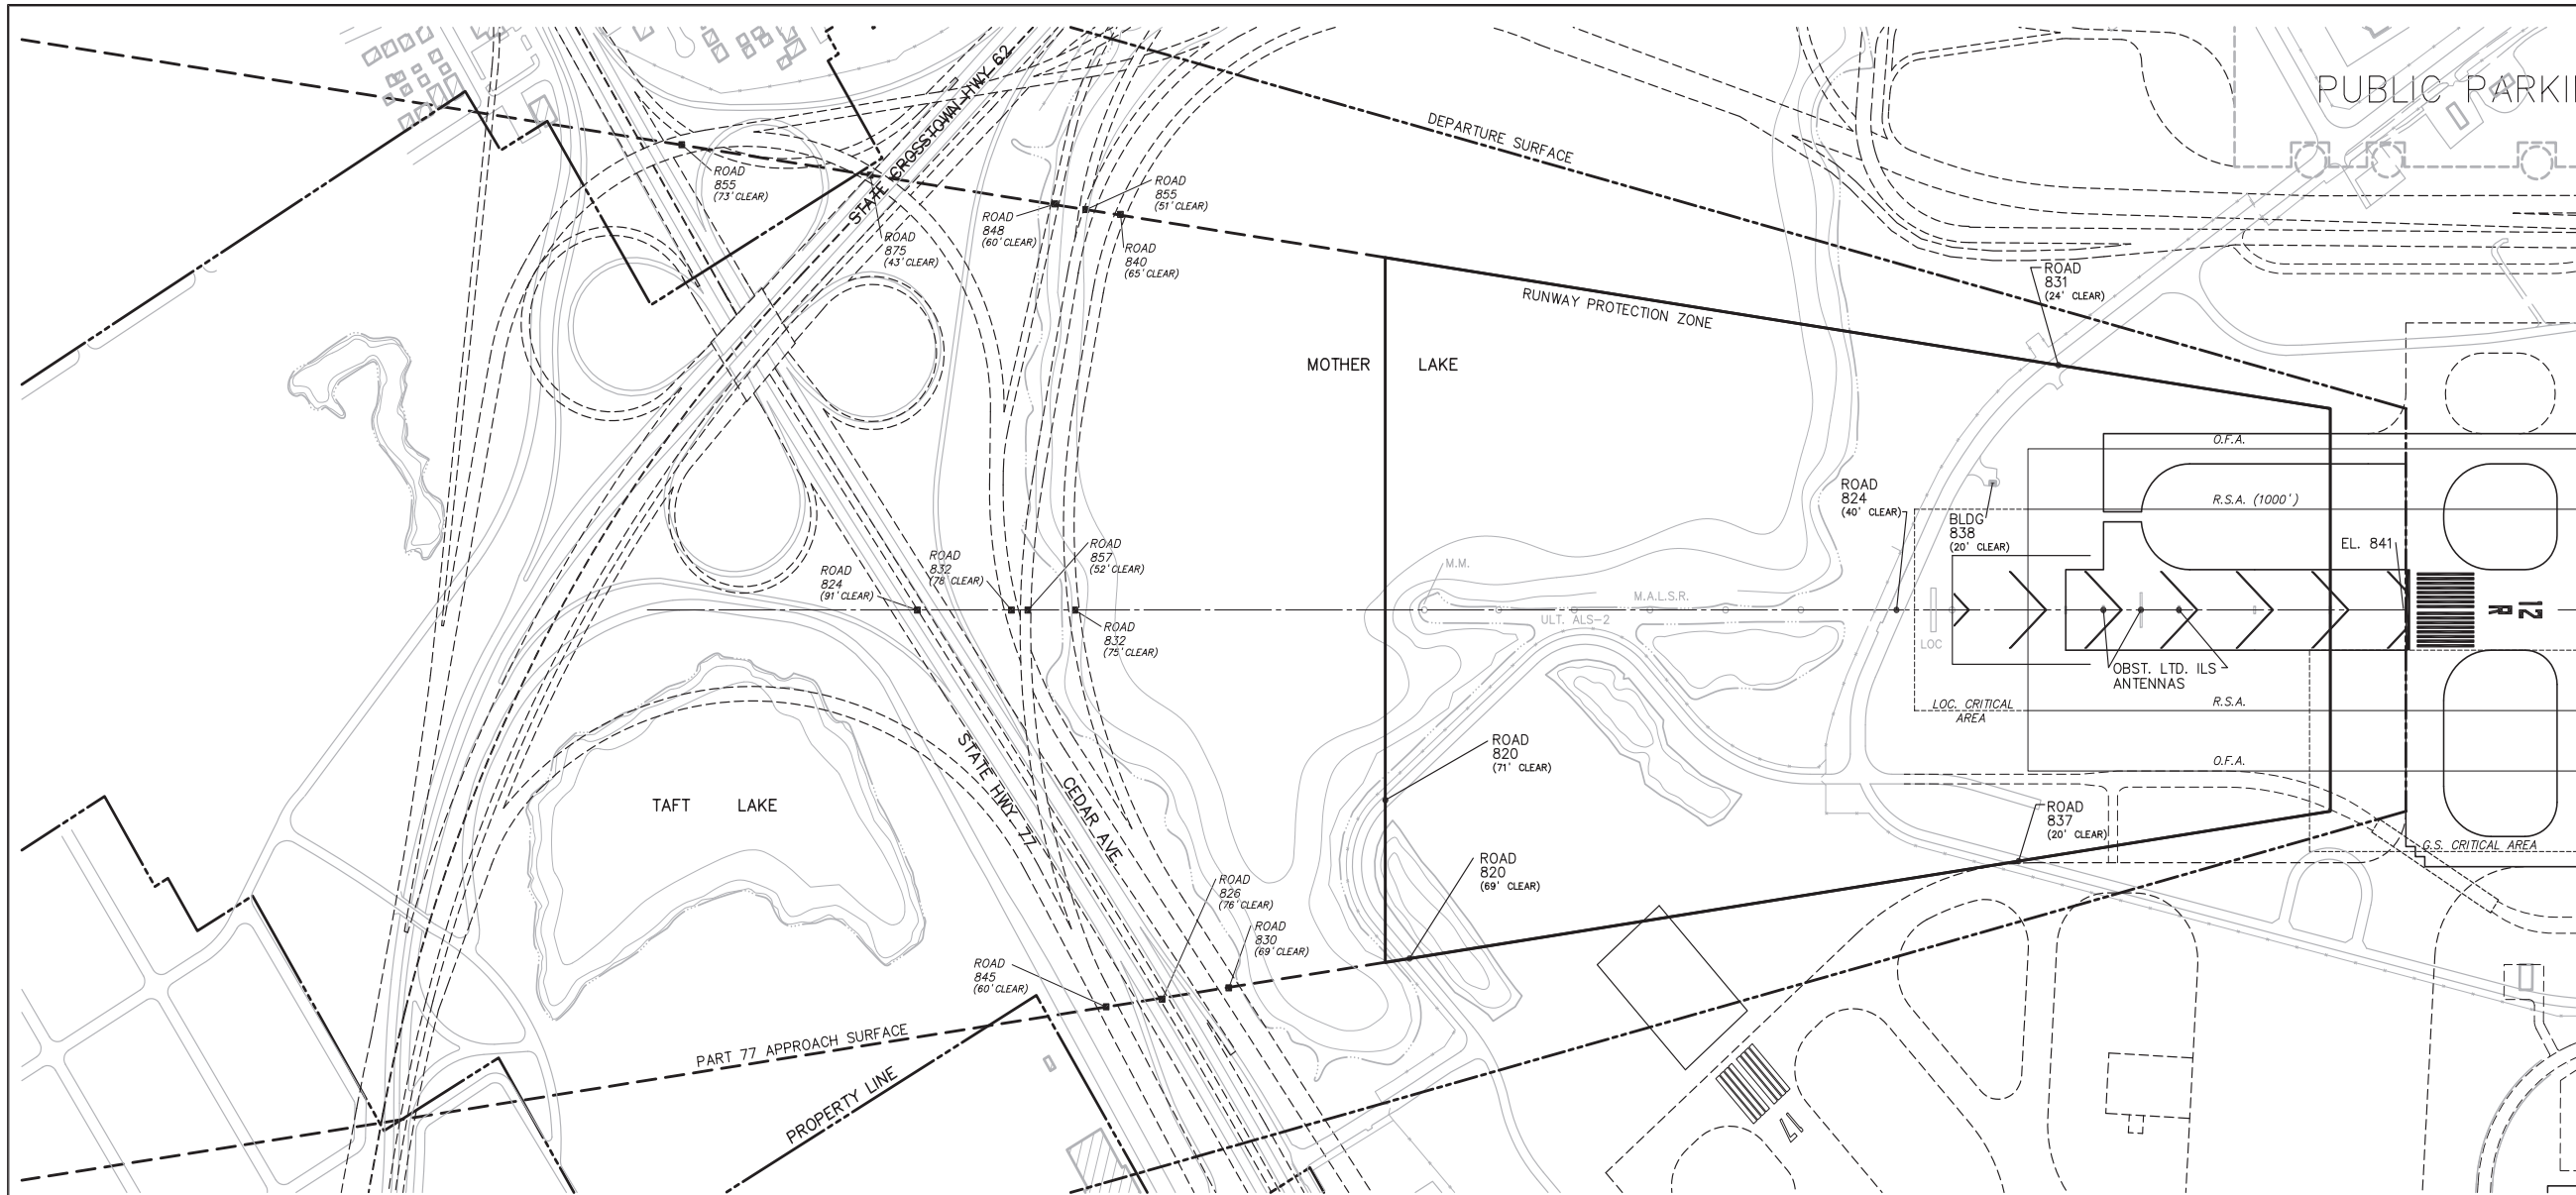 STATE CROSSTOWN HWY 62
PUBLIC PARKI
DEPARTURE SURFACE
ROAD
855
(73' CLEAR)
ROAD
855
(51' CLEAR)
ROAD
848
(60' CLEAR)
ROAD
875
(43' CLEAR)
ROAD
840
(65' CLEAR)
ROAD
831
(24' CLEAR)
RUNWAY PROTECTION ZONE
MOTHER LAKE
O.F.A.
ROAD
824
(40' CLEAR)
R.S.A. (1000')
BLDG
838
(20' CLEAR)
EL. 841
ROAD
857
(52' CLEAR)
ROAD
832
(78' CLEAR)
ROAD
824
(91' CLEAR)
M.M.
M.A.L.S.R.
ULT. ALS-2
12
R
ROAD
832
(75' CLEAR)
LOC
OBST. LTD. ILS
ANTENNAS
LOC. CRITICAL
AREA
R.S.A.
ROAD
820
(71' CLEAR)
STATE HWY 77
O.F.A.
TAFT LAKE
CEDAR AVE.
ROAD
837
(20' CLEAR)
G.S. CRITICAL AREA
ROAD
820
(69' CLEAR)
ROAD
826
(76' CLEAR)
ROAD
830
(69' CLEAR)
ROAD
845
(60' CLEAR)
PART 77 APPROACH SURFACE
PROPERTY LINE
17